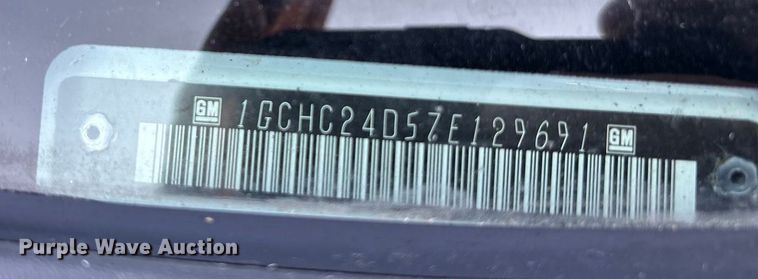 GM 1GCHC24D57E129691 GM
Purple Wave Auction